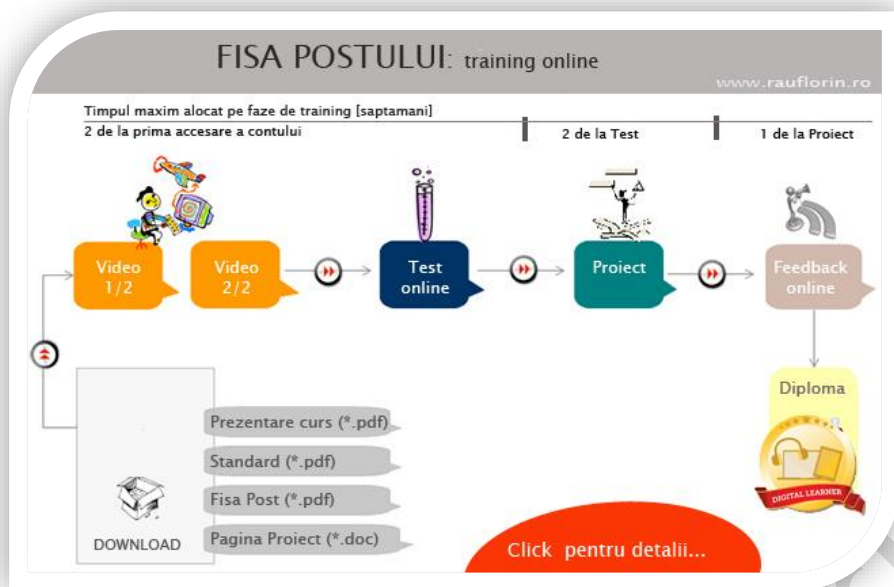 FISA POSTULUI: training online
www.rauflorin.ro
Timpul maxim alocat pe faze de training [saptamani]
2 de la prima accesare a contului
2 de la Test
1 de la Proiect
Video
1/2
Video
2/2
Test
online
Proiect
Feedback
online
Diploma
DIGITAL LEARNER
Prezentare curs (*.pdf)
Standard (*.pdf)
Fisa Post (*.pdf)
Pagina Proiect (*.doc)
DOWNLOAD
Click pentru detalii...